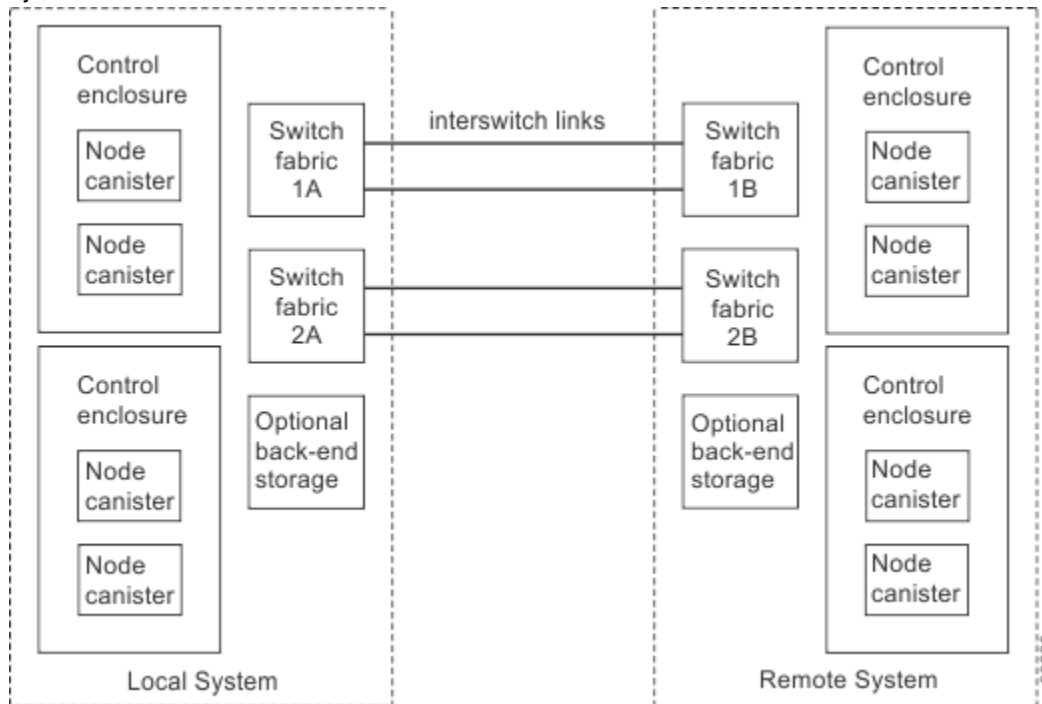 Control
enclosure
Node
canister
Node
canister
Switch
fabric
1A
interswitch links
Switch
fabric
1B
Control
enclosure
Node
canister
Node
canister
Switch
fabric
2A
Switch
fabric
2B
Control
enclosure
Node
canister
Node
canister
Optional
back-end
storage
Optional
back-end
storage
Control
enclosure
Node
canister
Node
canister
Local System
Remote System